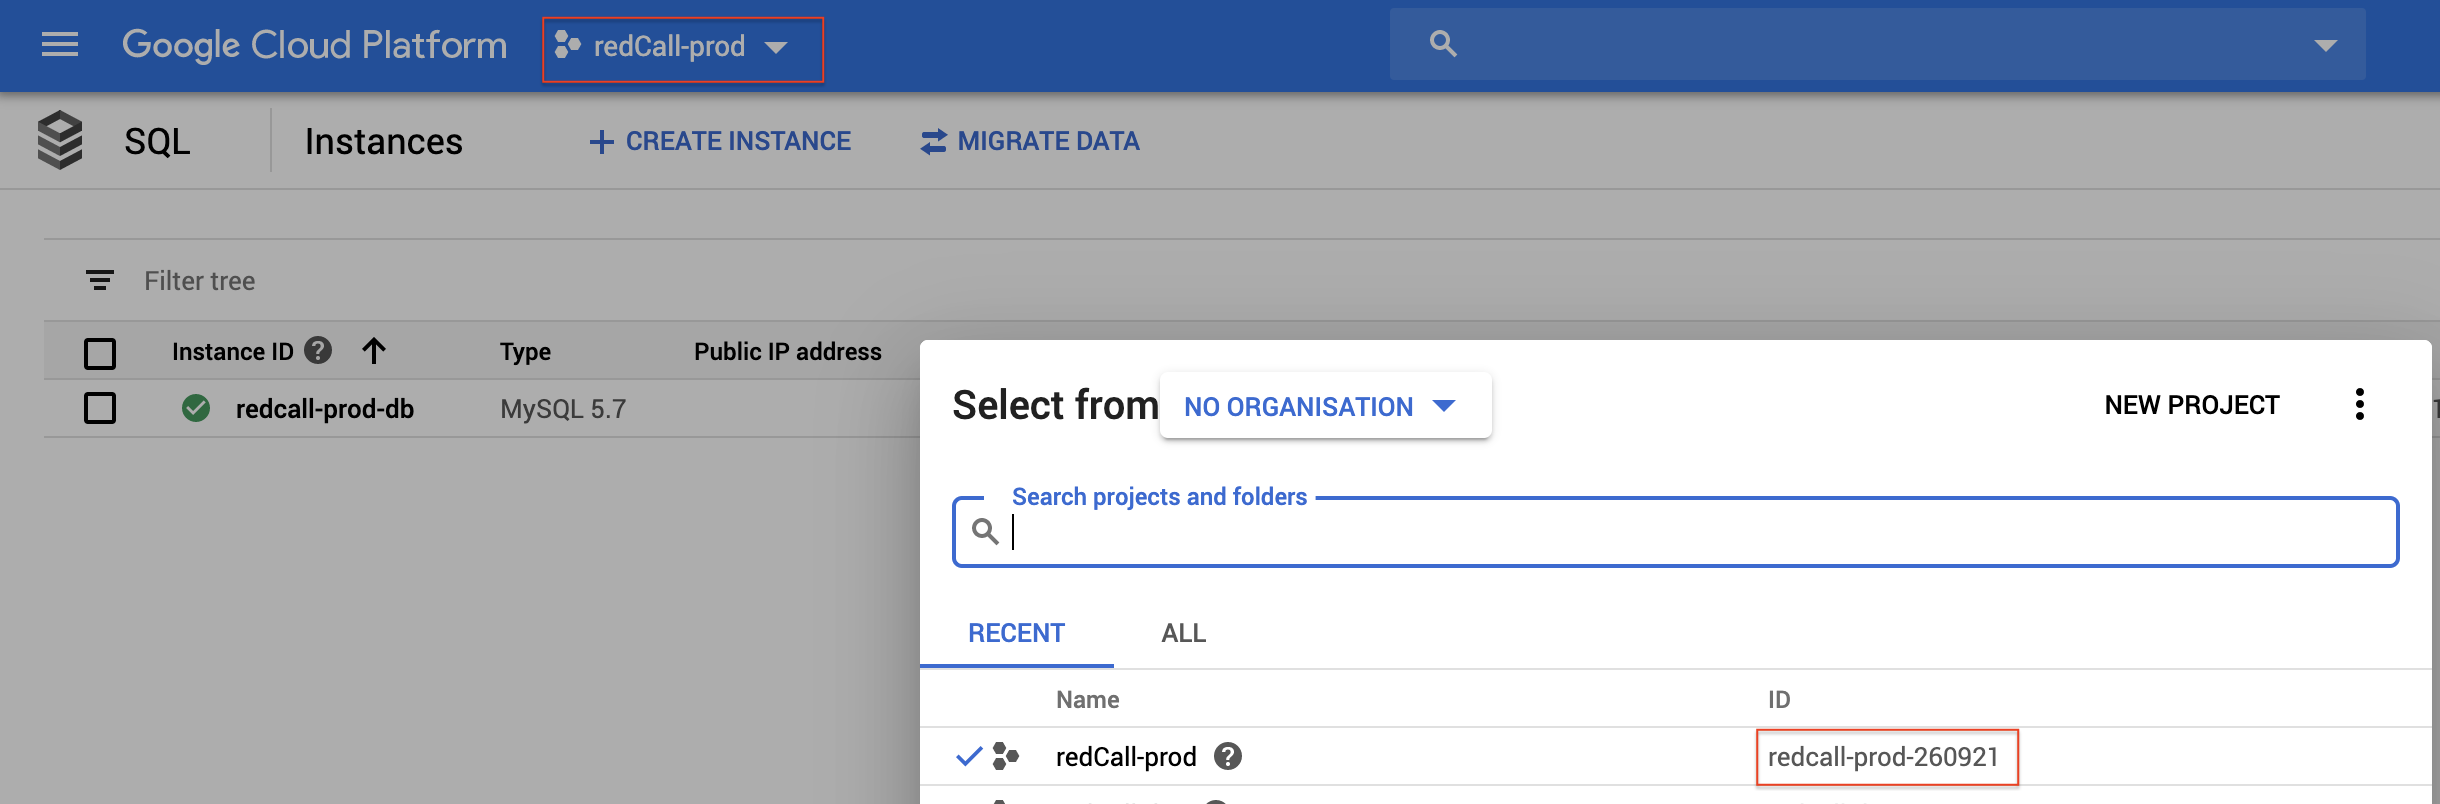 Google Cloud Platform redCall-prod
SQL Instances CREATE INSTANCE MIGRATE DATA
Filter tree
Instance ID Type Public IP address
redcall-prod-db MySQL 5.7
Select from NO ORGANISATION NEW PROJECT
Search projects and folders
RECENT ALL
Name ID
redCall-prod redcall-prod-260921